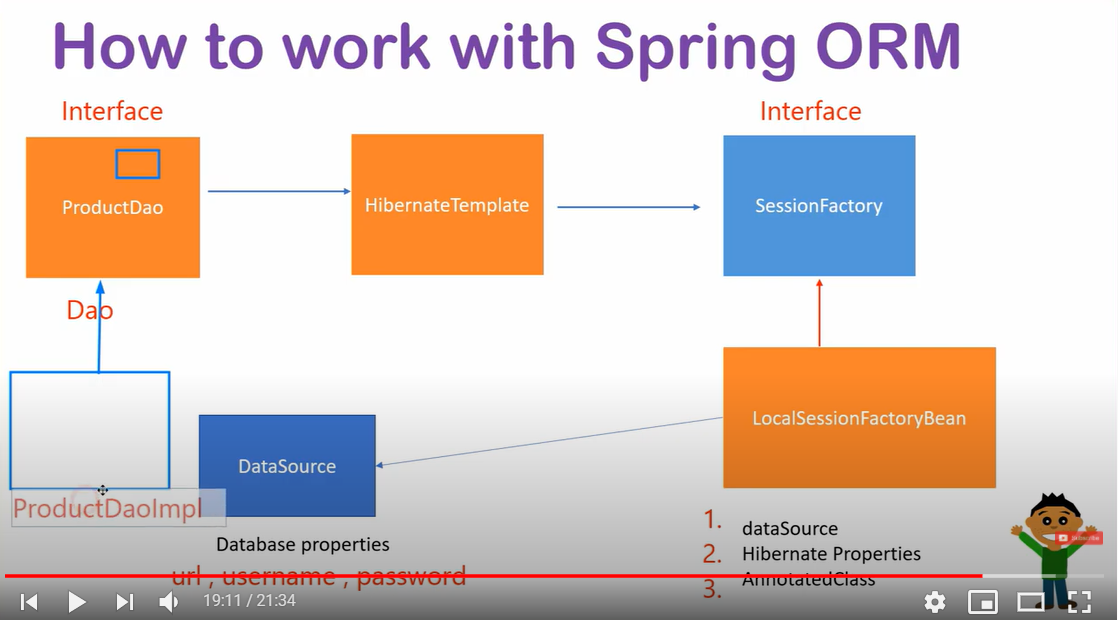 How to work with Spring ORM
Interface
Interface
ProductDao
HibernateTemplate
SessionFactory
Dao
LocalSessionFactoryBean
DataSource
ProductDaoImpl
Database properties
url , username , password
1. dataSource
2. Hibernate Properties
3. AnnotatedClass
Subscribe
19:11 / 21:34